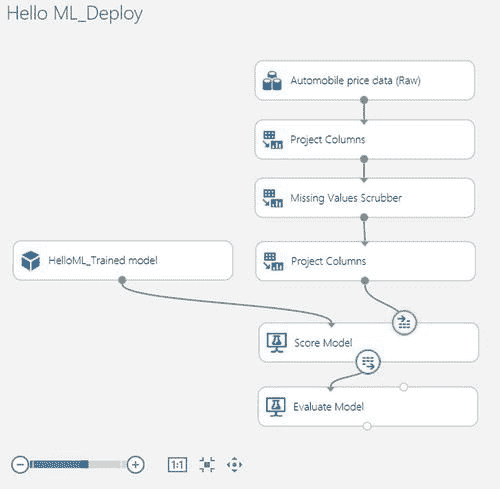 Hello ML_Deploy
Automobile price data (Raw)
Project Columns
Missing Values Scrubber
HelloML_Trained model
Project Columns
Score Model
Evaluate Model
1:1